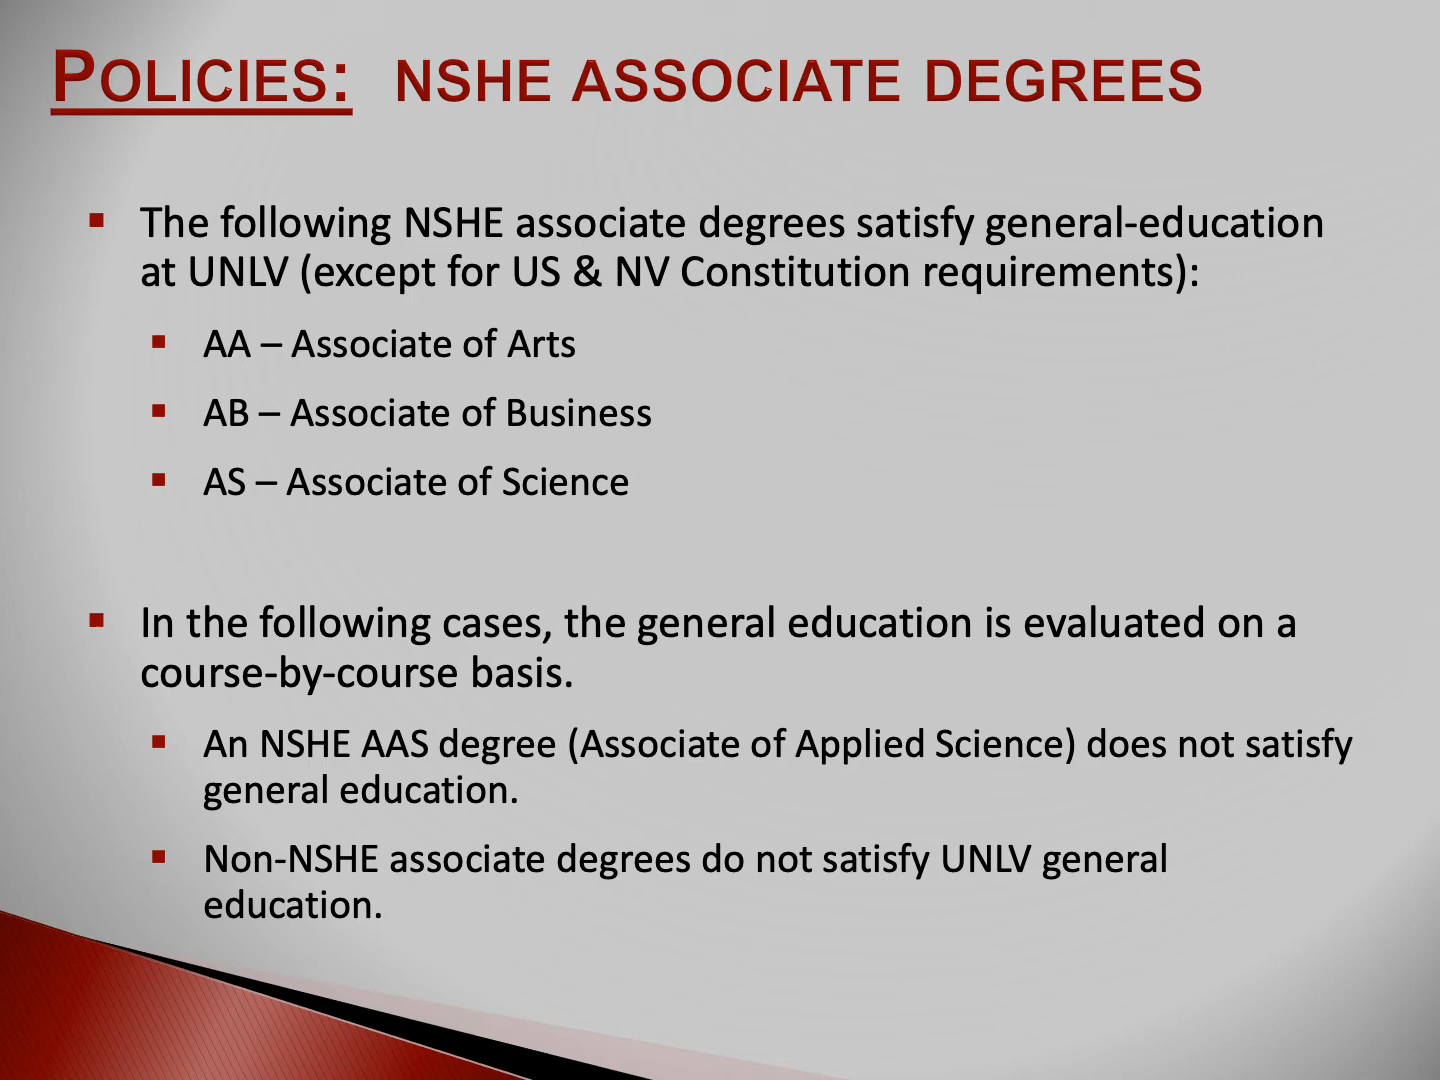 POLICIES: NSHE ASSOCIATE DEGREES
▪ The following NSHE associate degrees satisfy general-education
at UNLV (except for US & NV Constitution requirements):
▪ AA – Associate of Arts
▪ AB – Associate of Business
▪ AS – Associate of Science
▪ In the following cases, the general education is evaluated on a
course-by-course basis.
▪ An NSHE AAS degree (Associate of Applied Science) does not satisfy
general education.
▪ Non-NSHE associate degrees do not satisfy UNLV general
education.